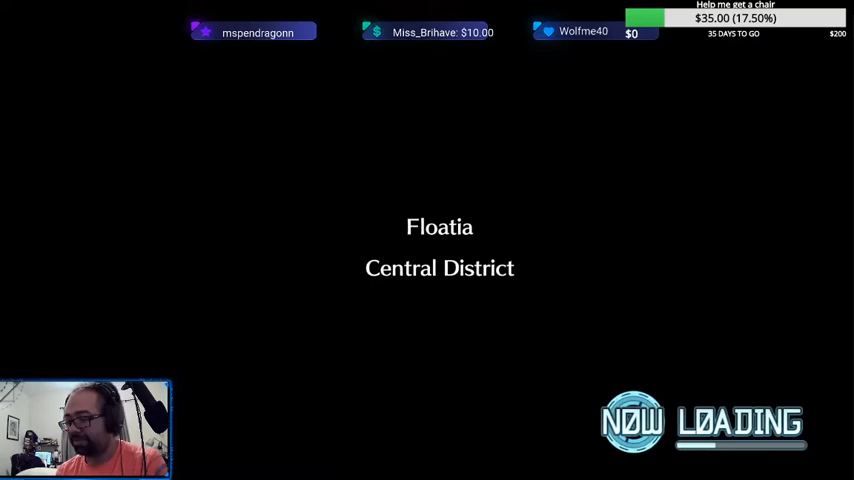 Help me get a chair
mspendragonn
Miss_Brihave: $10.00
Wolfme40
$35.00 (17.50%)
$0
35 DAYS TO GO
$200
Floatia
Central District
NOW LOADING